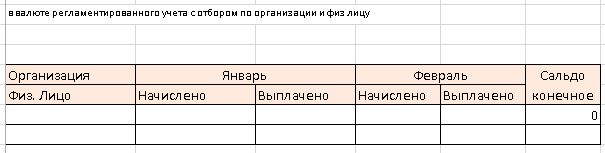 в валюте регламентированного учета с отбором по организации и физ лицу
Организация Январь Февраль Сальдо
Физ. Лицо Начислено Выплачено Начислено Выплачено конечное
0